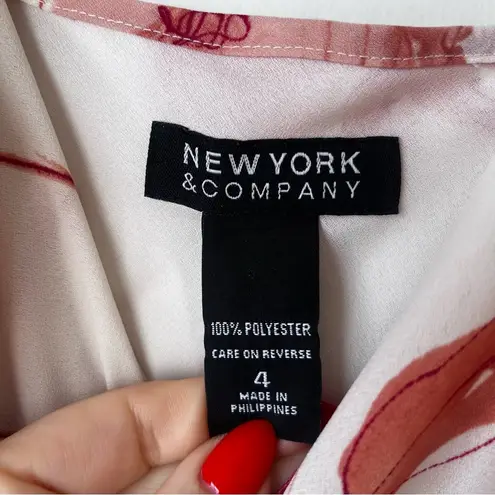 NEW YORK
& COMPANY
100% POLYESTER
CARE ON REVERSE
4
MADE IN
PHILIPPINES